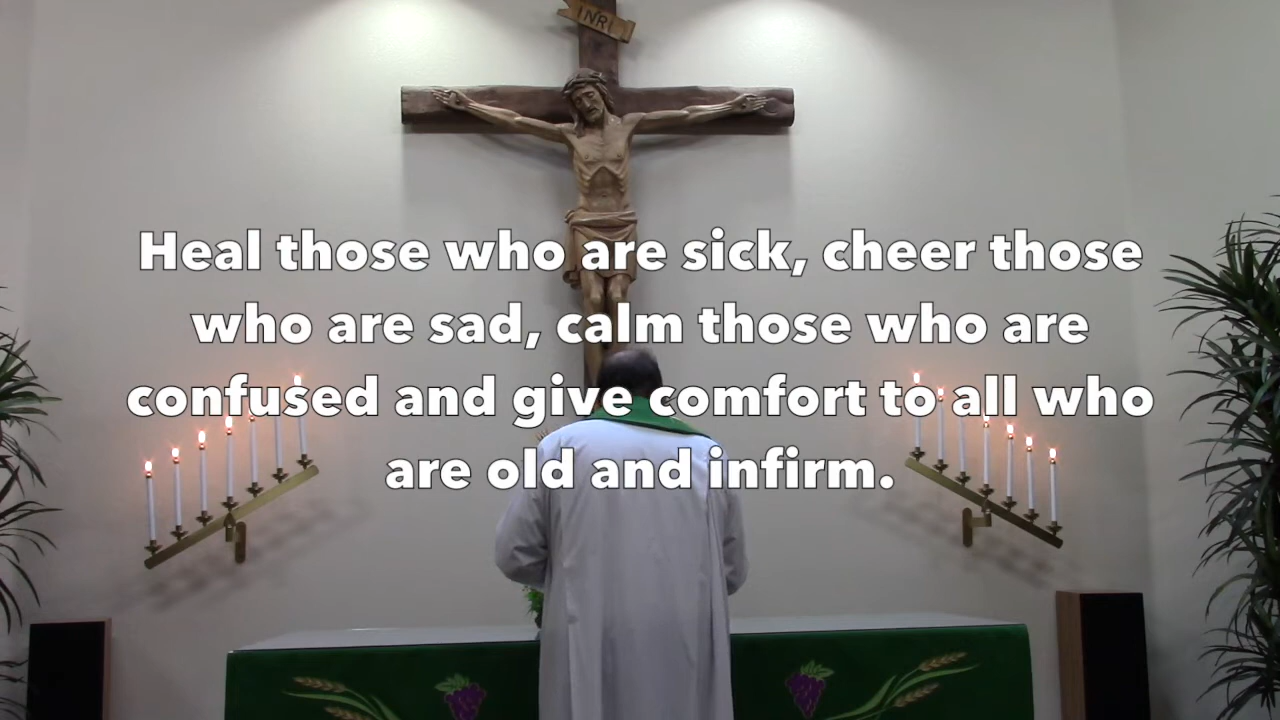 INRI
Heal those who are sick, cheer those
who are sad, calm those who are
confused and give comfort to all who
are old and infirm.